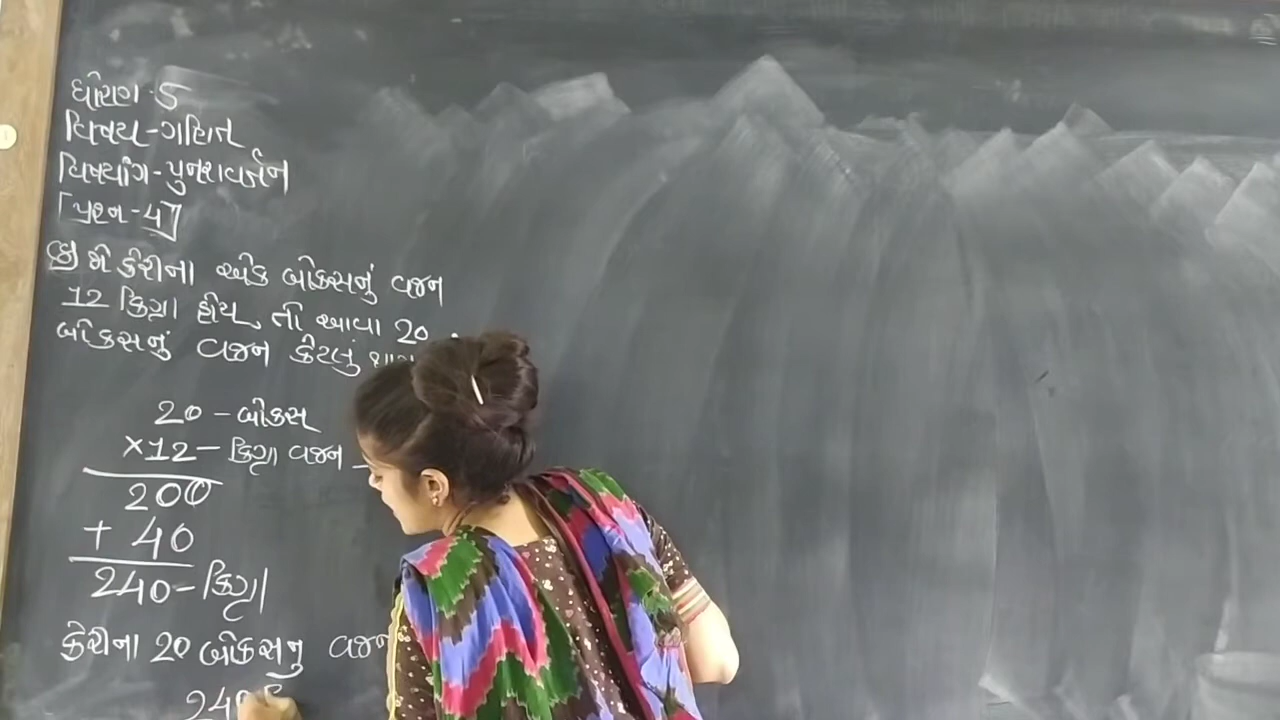 ધોરણ-5
વિષય-ગણિત
વિષયાંગ-પુનરાવર્તન
[પ્રશ્ન-4]
(ક) જો કેરીના એક બોક્સનું વજન
12 કિગ્રા હોય તો આવા 20
બોક્સનું વજન કેટલું
20 - બોક્સ
×12 - કિગ્રા વજન
200
+ 40
240 - કિગ્રા
કેરીના 20 બોક્સનુ વજન